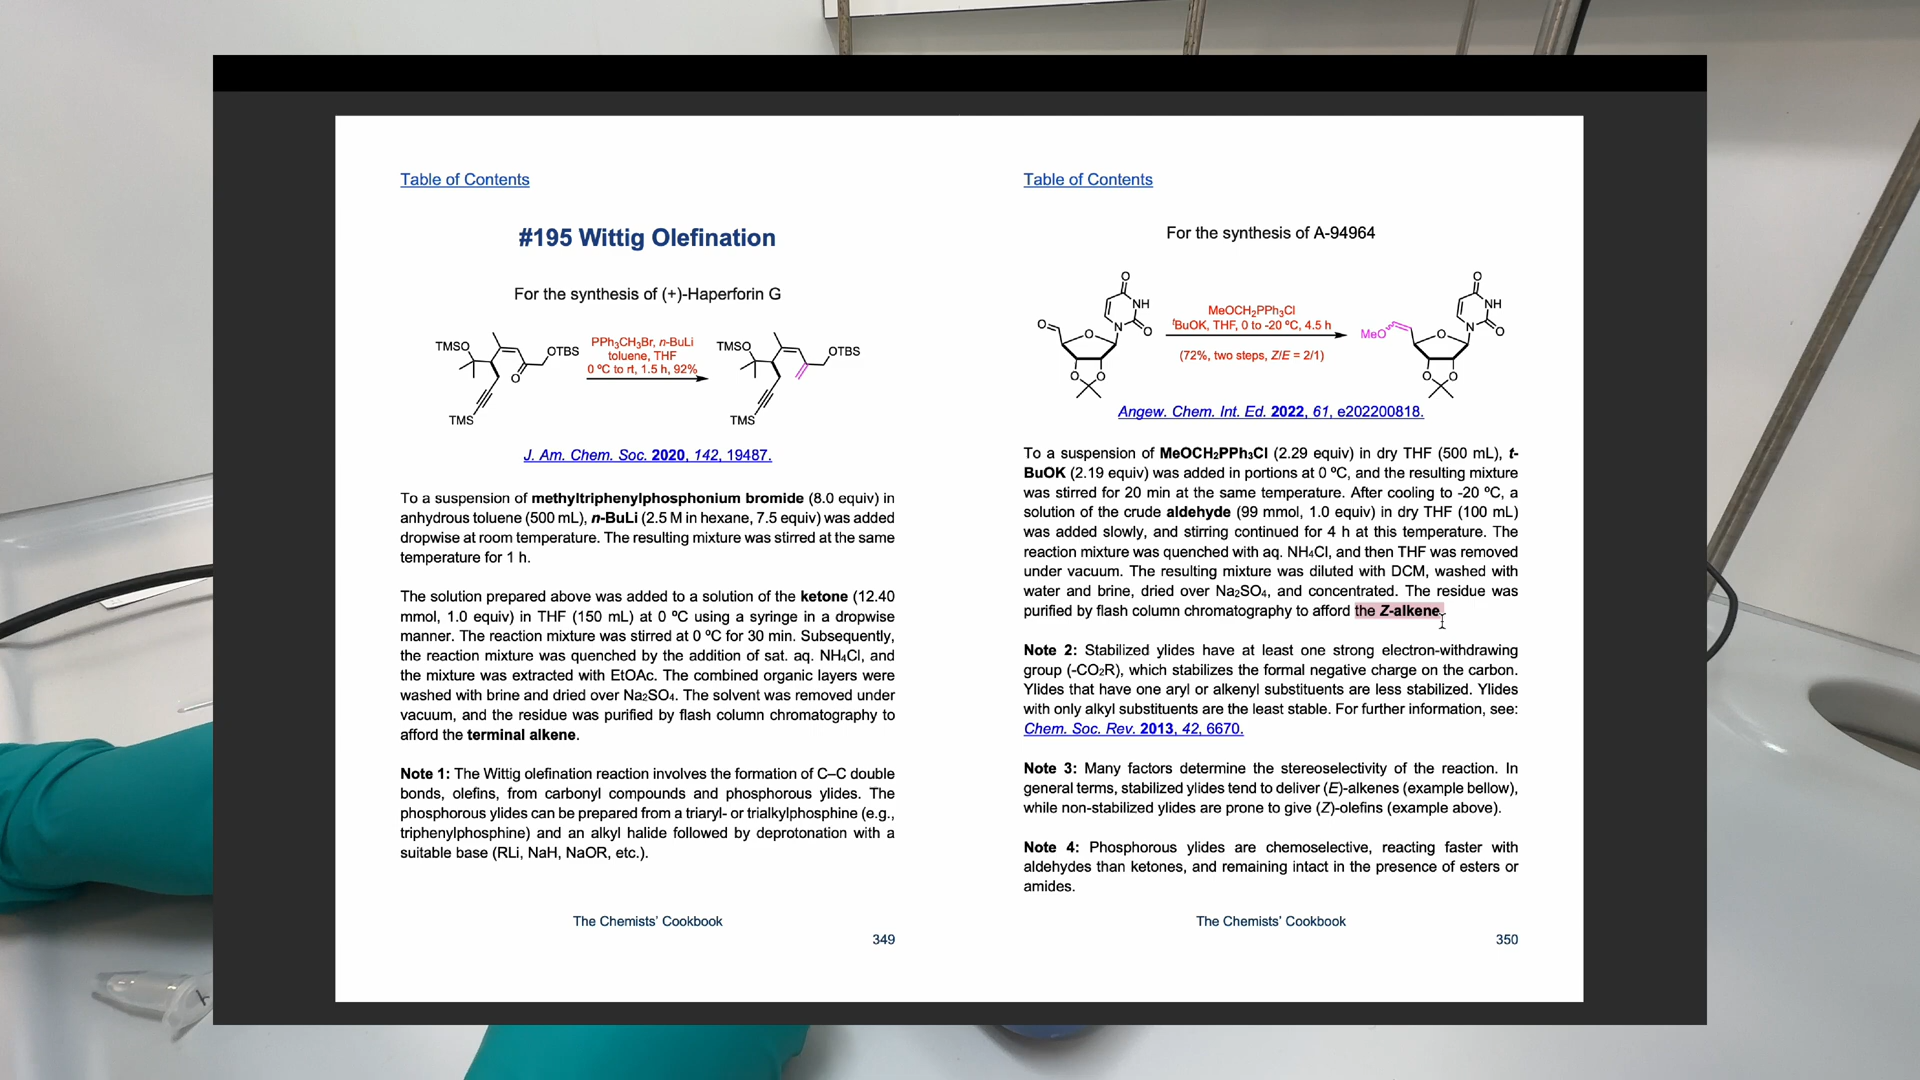 Table of Contents
#195 Wittig Olefination
For the synthesis of (+)-Haperforin G
TMSO
OTBS
O
TMS
PPh₃CH₃Br, n-BuLi
toluene, THF
0 ºC to rt, 1.5 h, 92%
TMSO
OTBS
TMS
J. Am. Chem. Soc. 2020, 142, 19487.
To a suspension of methyltriphenylphosphonium bromide (8.0 equiv) in
anhydrous toluene (500 mL), n-BuLi (2.5 M in hexane, 7.5 equiv) was added
dropwise at room temperature. The resulting mixture was stirred at the same
temperature for 1 h.
The solution prepared above was added to a solution of the ketone (12.40
mmol, 1.0 equiv) in THF (150 mL) at 0 ºC using a syringe in a dropwise
manner. The reaction mixture was stirred at 0 ºC for 30 min. Subsequently,
the reaction mixture was quenched by the addition of sat. aq. NH₄Cl, and
the mixture was extracted with EtOAc. The combined organic layers were
washed with brine and dried over Na₂SO₄. The solvent was removed under
vacuum, and the residue was purified by flash column chromatography to
afford the terminal alkene.
Note 1: The Wittig olefination reaction involves the formation of C–C double
bonds, olefins, from carbonyl compounds and phosphorous ylides. The
phosphorous ylides can be prepared from a triaryl- or trialkylphosphine (e.g.,
triphenylphosphine) and an alkyl halide followed by deprotonation with a
suitable base (RLi, NaH, NaOR, etc.).
The Chemists' Cookbook
349
Table of Contents
For the synthesis of A-94964
O
NH
N
O
O
O
O
O
MeOCH₂PPh₃Cl
ᵗBuOK, THF, 0 to -20 ºC, 4.5 h
(72%, two steps, Z/E = 2/1)
O
NH
N
O
MeO
O
O
O
Angew. Chem. Int. Ed. 2022, 61, e202200818.
To a suspension of MeOCH₂PPh₃Cl (2.29 equiv) in dry THF (500 mL), t-
BuOK (2.19 equiv) was added in portions at 0 ºC, and the resulting mixture
was stirred for 20 min at the same temperature. After cooling to -20 ºC, a
solution of the crude aldehyde (99 mmol, 1.0 equiv) in dry THF (100 mL)
was added slowly, and stirring continued for 4 h at this temperature. The
reaction mixture was quenched with aq. NH₄Cl, and then THF was removed
under vacuum. The resulting mixture was diluted with DCM, washed with
water and brine, dried over Na₂SO₄, and concentrated. The residue was
purified by flash column chromatography to afford the Z-alkene.
Note 2: Stabilized ylides have at least one strong electron-withdrawing
group (-CO₂R), which stabilizes the formal negative charge on the carbon.
Ylides that have one aryl or alkenyl substituents are less stabilized. Ylides
with only alkyl substituents are the least stable. For further information, see:
Chem. Soc. Rev. 2013, 42, 6670.
Note 3: Many factors determine the stereoselectivity of the reaction. In
general terms, stabilized ylides tend to deliver (E)-alkenes (example bellow),
while non-stabilized ylides are prone to give (Z)-olefins (example above).
Note 4: Phosphorous ylides are chemoselective, reacting faster with
aldehydes than ketones, and remaining intact in the presence of esters or
amides.
The Chemists' Cookbook
350